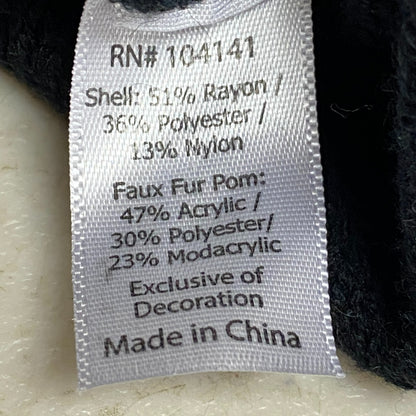 RN# 104141
Shell: 51% Rayon /
36% Polyester /
13% Nylon
Faux Fur Pom:
47% Acrylic /
30% Polyester/
23% Modacrylic
Exclusive of
Decoration
Made in China